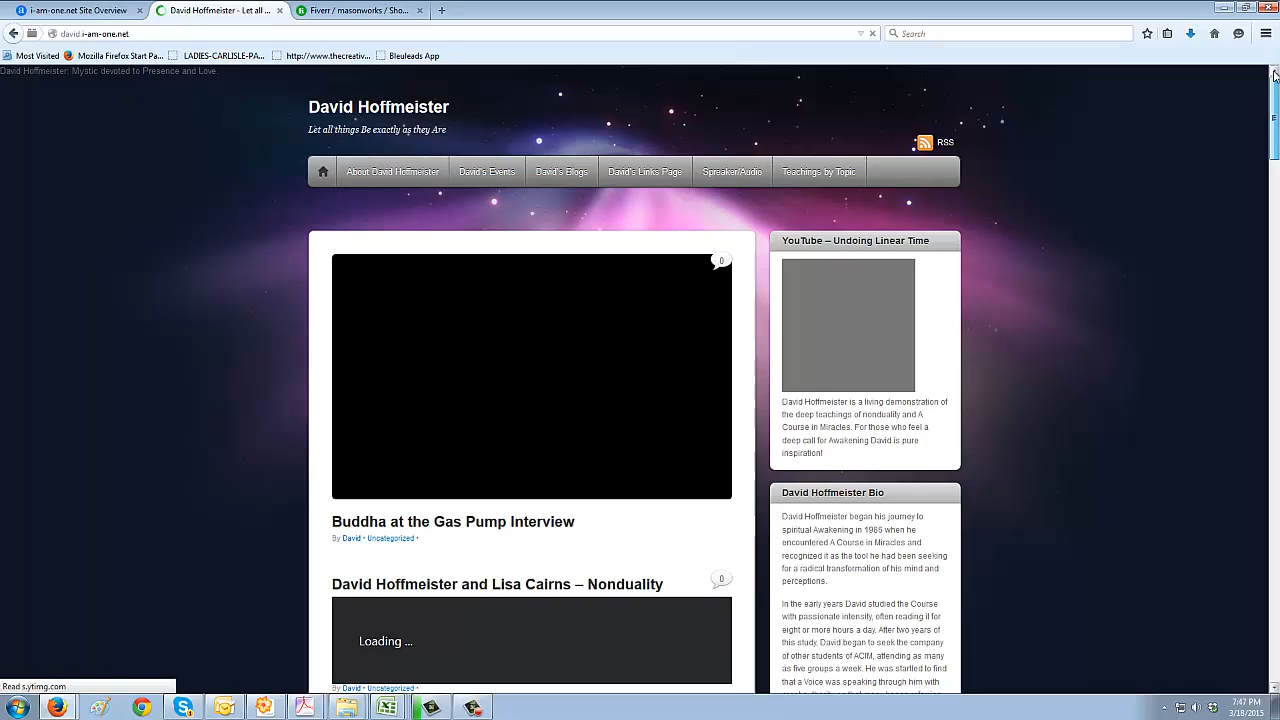 i-am-one.net Site Overview
David Hoffmeister - Let all ...
Fiverr / masonworks / Sho...
david.i-am-one.net
Search
Most Visited
Mozilla Firefox Start Pa...
LADIES-CARLISLE-PA...
http://www.thecreativ...
Bleuleads App
David Hoffmeister: Mystic devoted to Presence and Love.
David Hoffmeister
Let all things Be exactly as they Are
RSS
About David Hoffmeister
David's Events
David's Blogs
David's Links Page
Spreaker/Audio
Teachings by Topic
0
Buddha at the Gas Pump Interview
By David • Uncategorized •
0
David Hoffmeister and Lisa Cairns – Nonduality
Loading ...
By David • Uncategorized •
YouTube – Undoing Linear Time
David Hoffmeister is a living demonstration of
the deep teachings of nonduality and A
Course in Miracles. For those who feel a
deep call for Awakening David is pure
inspiration!
David Hoffmeister Bio
David Hoffmeister began his journey to
spiritual Awakening in 1986 when he
encountered A Course in Miracles and
recognized it as the tool he had been seeking
for a radical transformation of his mind and
perceptions.
In the early years David studied the Course
with passionate intensity, often reading it for
eight or more hours a day. After two years of
this study, David began to seek the company
of other students of ACIM, attending as many
as five groups a week. He was startled to find
that a Voice was speaking through him with
Read s.ytimg.com
7:47 PM
3/18/2015